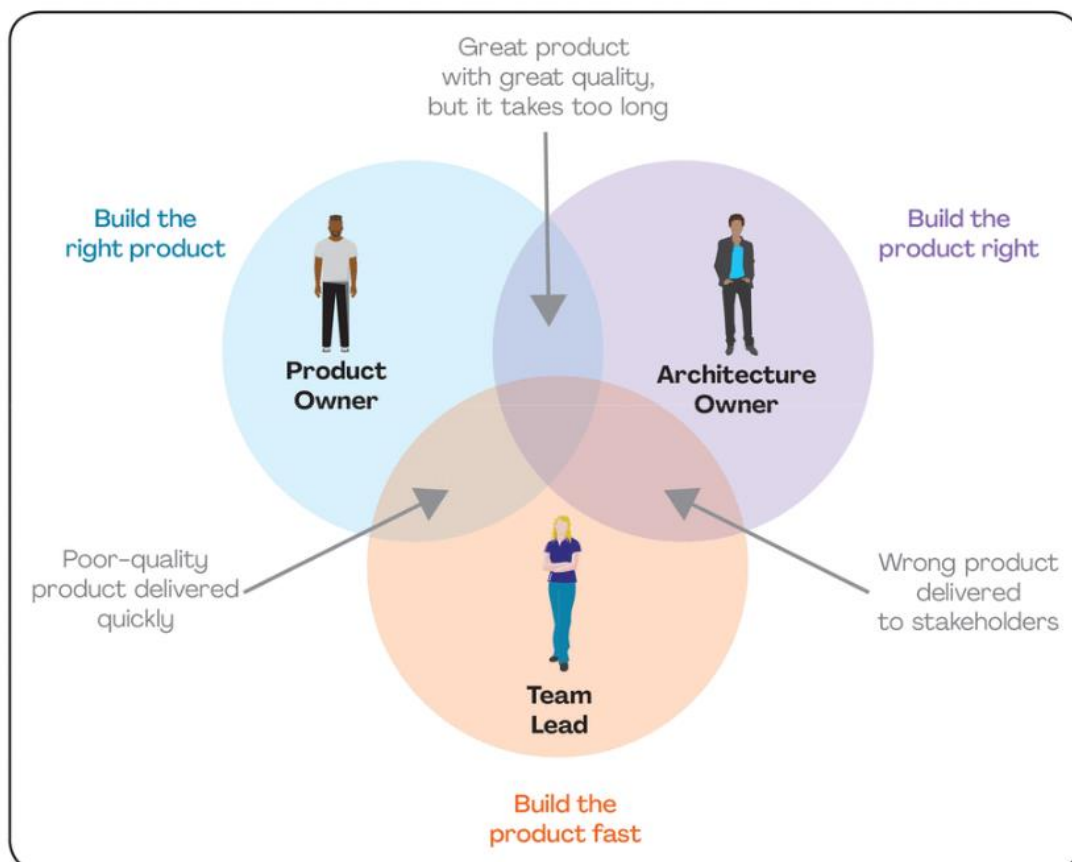 Great product
with great quality,
but it takes too long
Build the
right product
Build the
product right
Product
Owner
Architecture
Owner
Poor-quality
product delivered
quickly
Wrong product
delivered
to stakeholders
Team
Lead
Build the
product fast